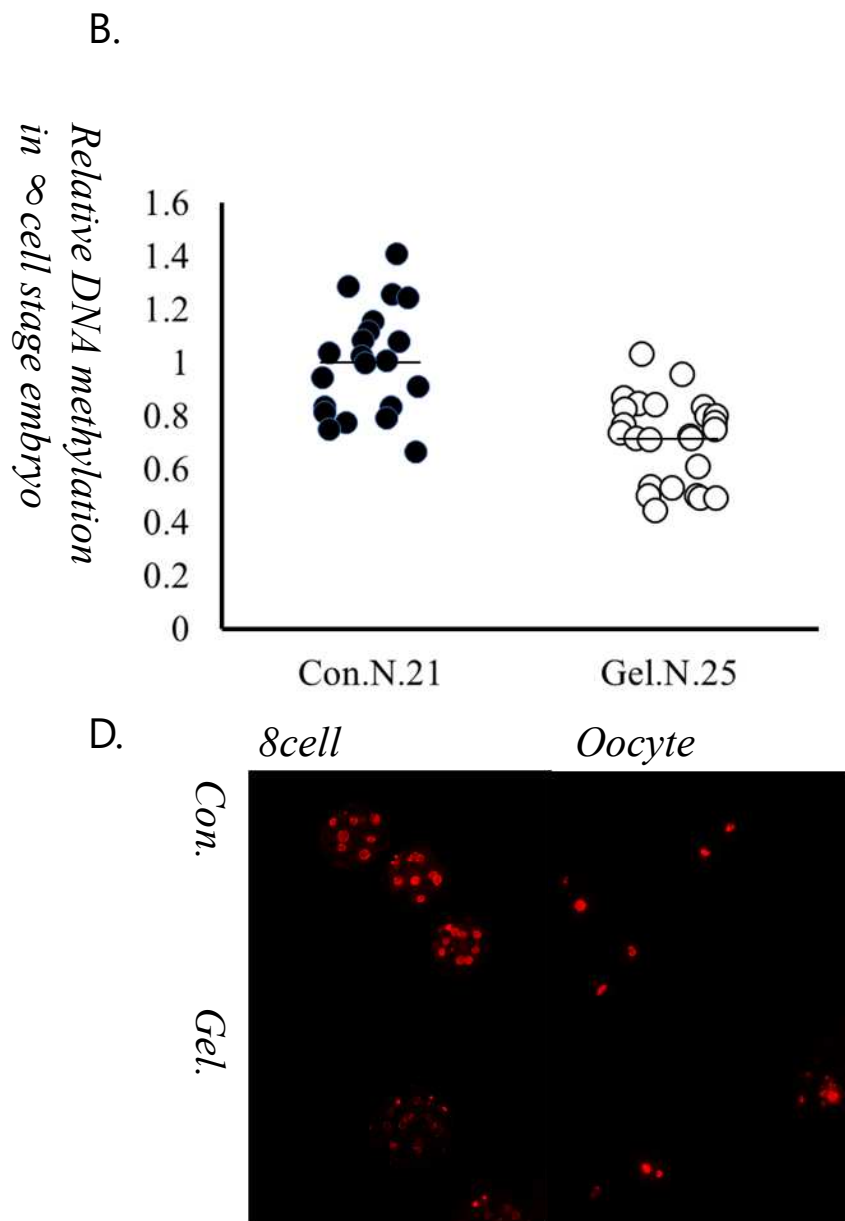 B.
Relative DNA methylation
in 8 cell stage embryo
1.6
1.4
1.2
1
0.8
0.6
0.4
0.2
0
Con.N.21
Gel.N.25
D.
8cell
Oocyte
Con.
Gel.